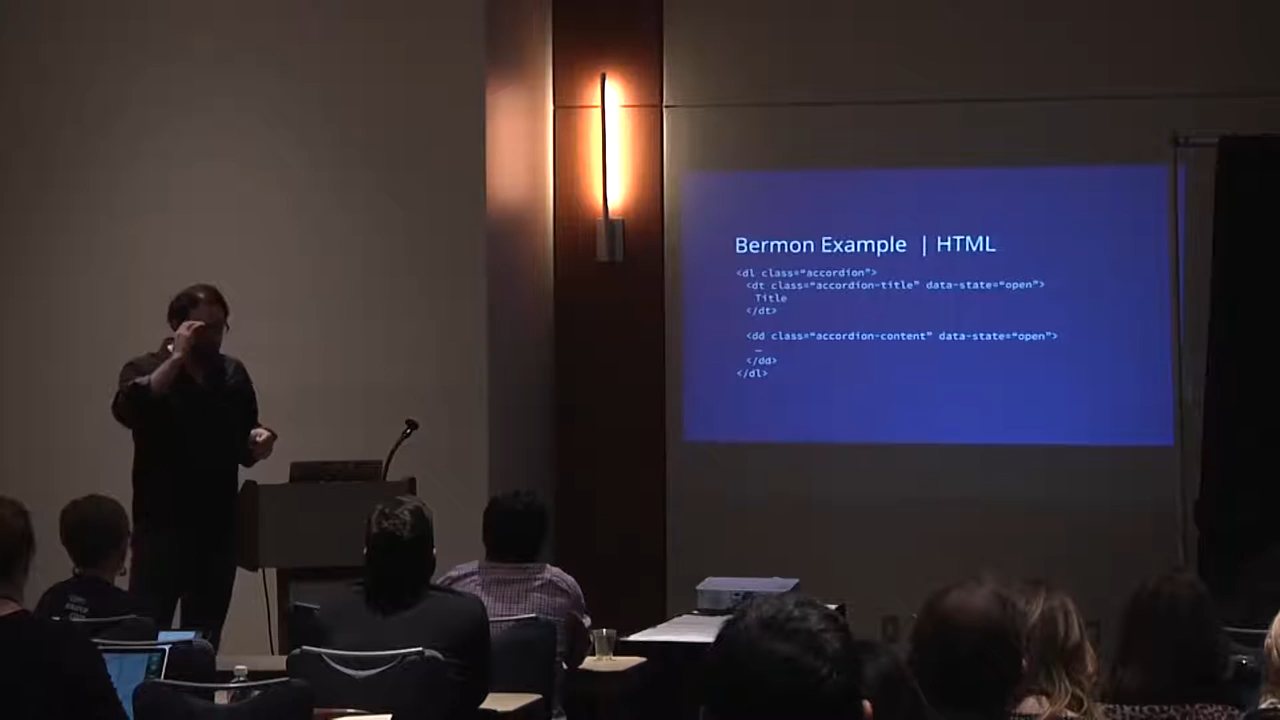 Bermon Example | HTML
<dl class="accordion">
<dt class="accordion-title" data-state="open">
Title
</dt>
<dd class="accordion-content" data-state="open">
…
</dd>
</dl>